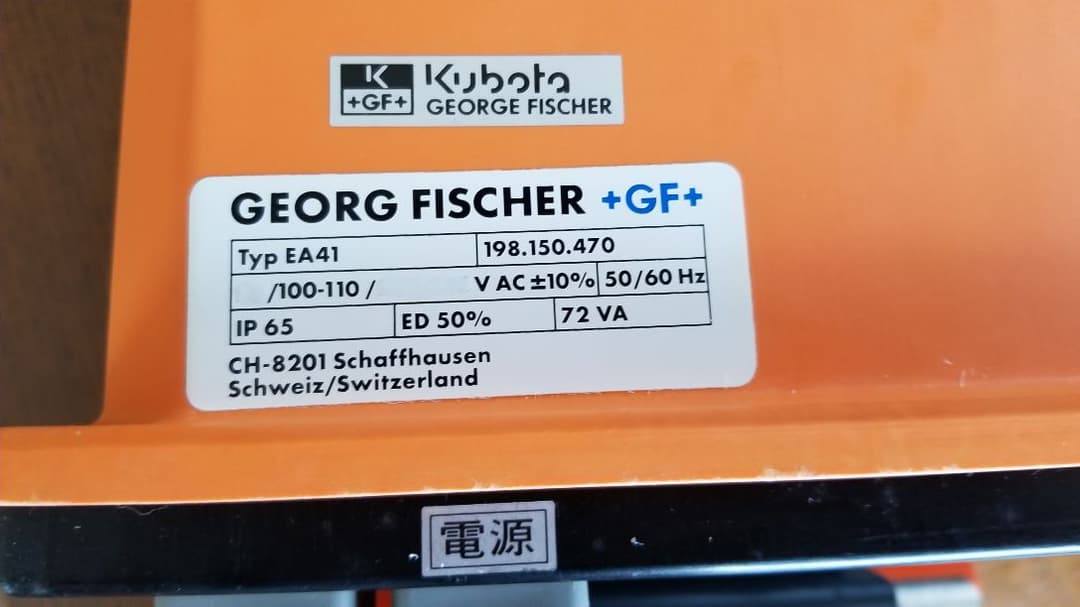 K Kubota
+GF+ GEORGE FISCHER
GEORG FISCHER +GF+
Typ EA41 198.150.470
/100-110 / V AC ±10% 50/60 Hz
IP 65 ED 50% 72 VA
CH-8201 Schaffhausen
Schweiz/Switzerland
電源